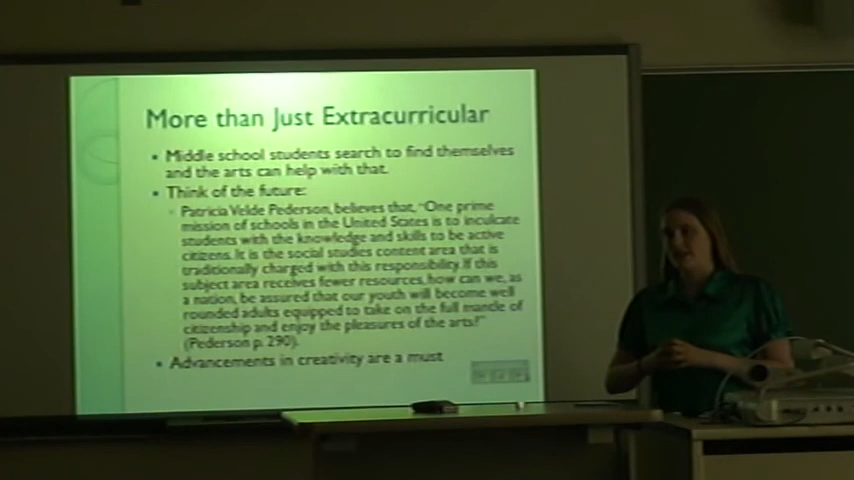 More than Just Extracurricular
Middle school students search to find themselves
and the arts can help with that.
Think of the future:
Patricia Velde Pederson, believes that, "One prime
mission of schools in the United States is to inculcate
students with the knowledge and skills to be active
citizens. It is the social studies content area that is
traditionally charged with this responsibility. If this
subject area receives fewer resources, how can we, as
a nation, be assured that our youth will become well
rounded adults equipped to take on the full mantle of
citizenship and enjoy the pleasures of the arts?"
(Pederson p. 290).
Advancements in creativity are a must